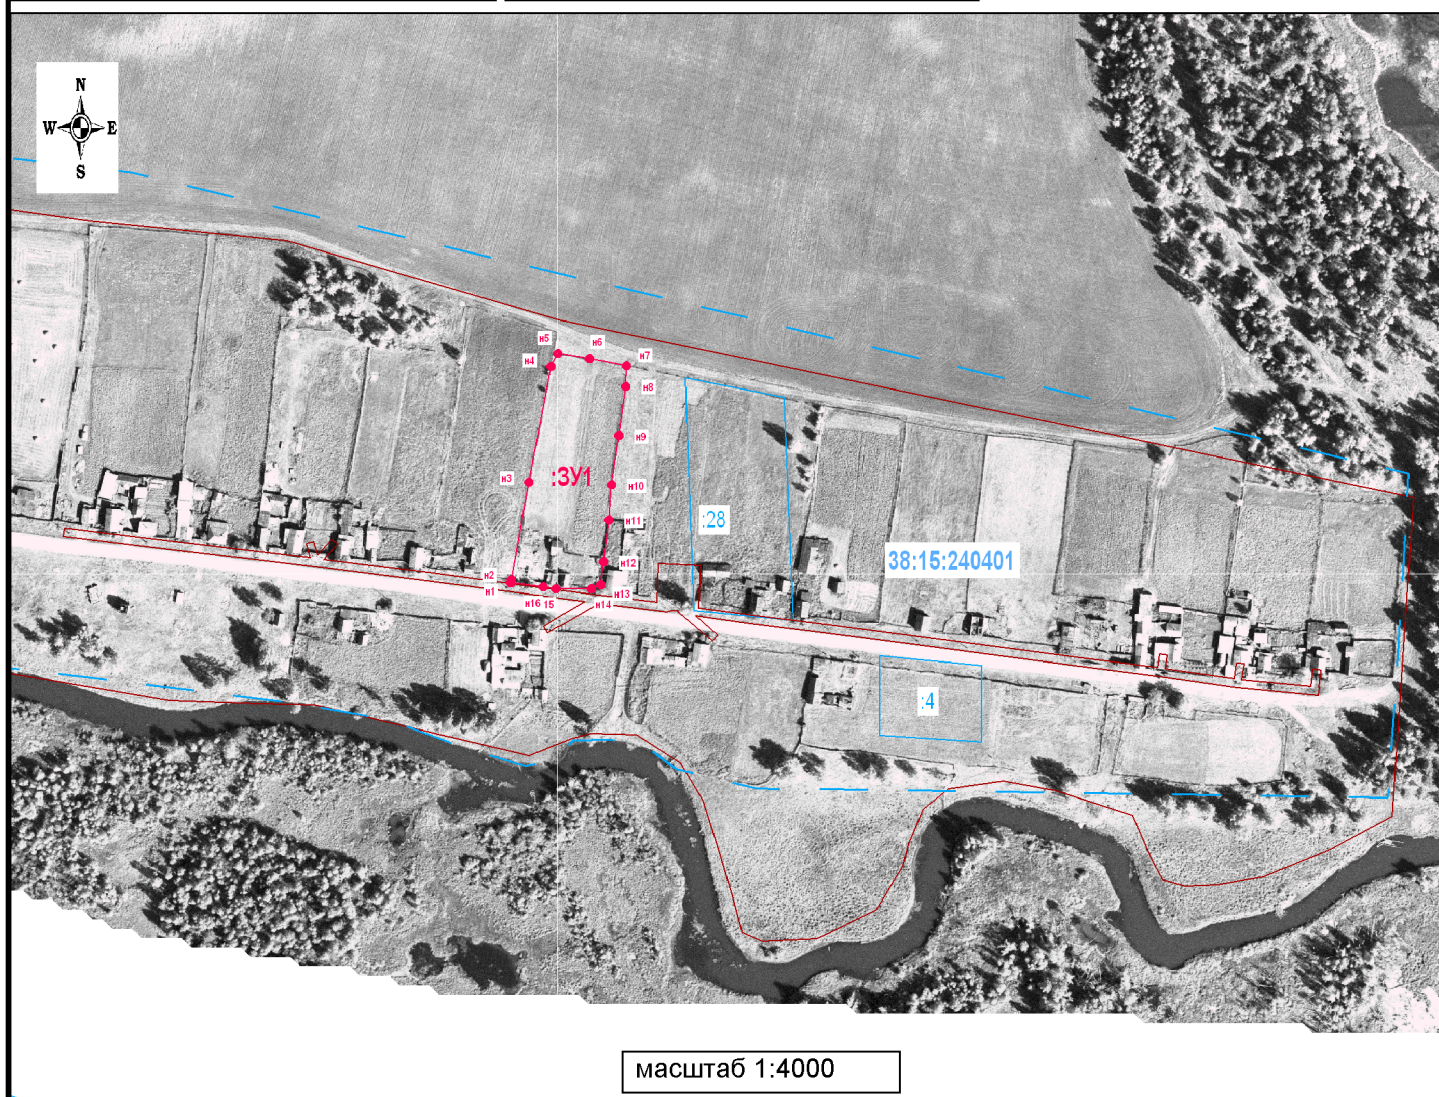 N
W E
S
н5
н6
н4
н7
н8
н9
н3
:ЗУ1
н10
н11
:28
н12
38:15:240401
н2
н1
н16
15
н14
н13
:4
масштаб 1:4000